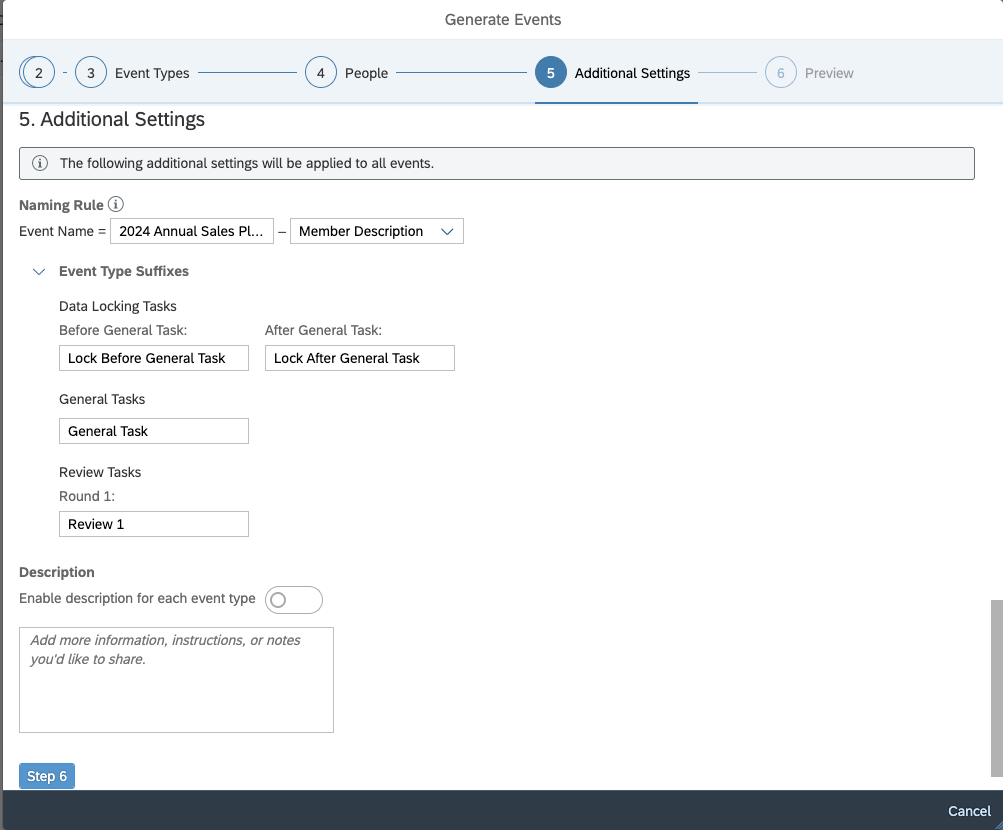 Generate Events
2 - 3 Event Types 4 People 5 Additional Settings 6 Preview
5. Additional Settings
The following additional settings will be applied to all events.
Naming Rule
Event Name = 2024 Annual Sales Pl... – Member Description
Event Type Suffixes
Data Locking Tasks
Before General Task: After General Task:
Lock Before General Task Lock After General Task
General Tasks
General Task
Review Tasks
Round 1:
Review 1
Description
Enable description for each event type
Add more information, instructions, or notes
you'd like to share.
Step 6
Cancel